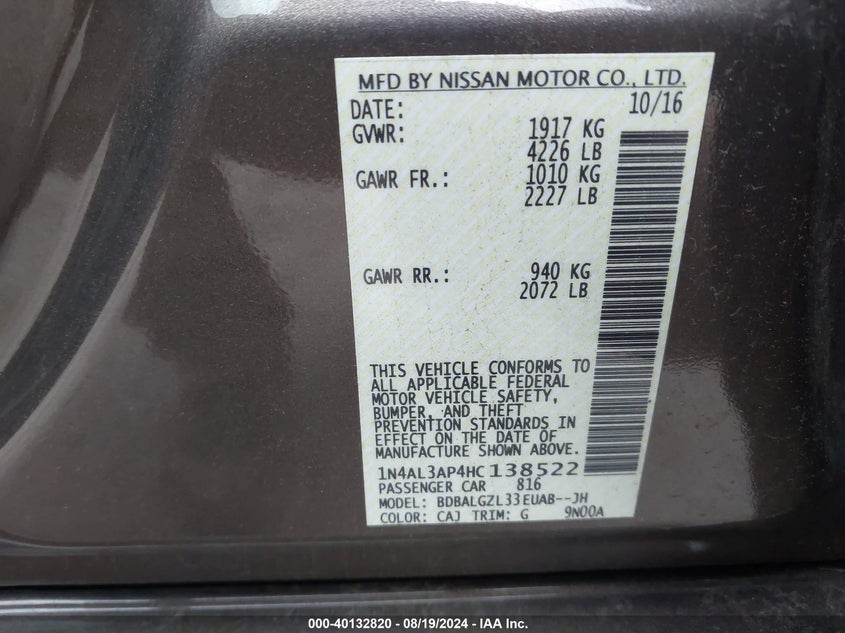 MFD BY NISSAN MOTOR CO., LTD.
DATE: 10/16
GVWR: 1917 KG
4226 LB
GAWR FR.: 1010 KG
2227 LB
GAWR RR.: 940 KG
2072 LB
THIS VEHICLE CONFORMS TO
ALL APPLICABLE FEDERAL
MOTOR VEHICLE SAFETY,
BUMPER, AND THEFT
PREVENTION STANDARDS IN
EFFECT ON THE DATE OF
MANUFACTURE SHOWN ABOVE.
1N4AL3AP4HC138522
PASSENGER CAR 816
MODEL: BDBALGZL33EUAB--JH
COLOR: CAJ TRIM: G 9N00A
000-40132820 - 08/19/2024 - IAA Inc.